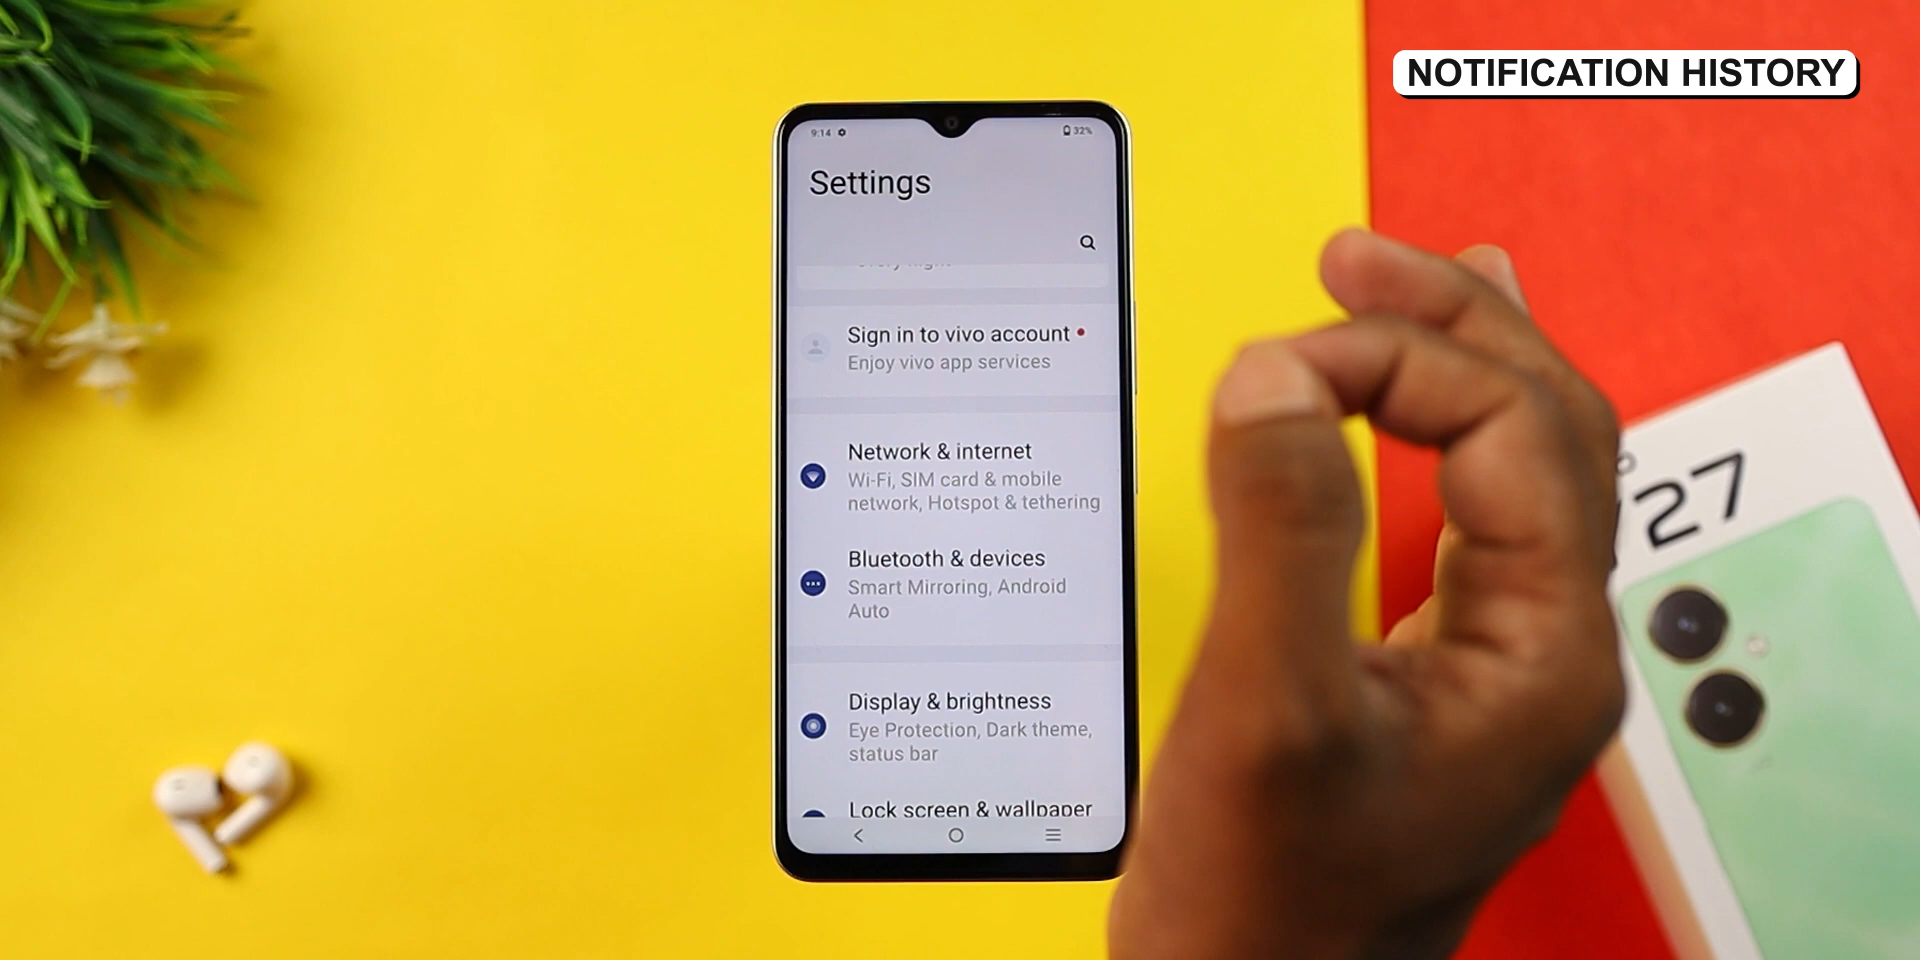 NOTIFICATION HISTORY
9:14
32%
Settings
Sign in to vivo account
Enjoy vivo app services
Network & internet
Wi-Fi, SIM card & mobile
network, Hotspot & tethering
Bluetooth & devices
Smart Mirroring, Android
Auto
Display & brightness
Eye Protection, Dark theme,
status bar
Lock screen & wallpaper
27